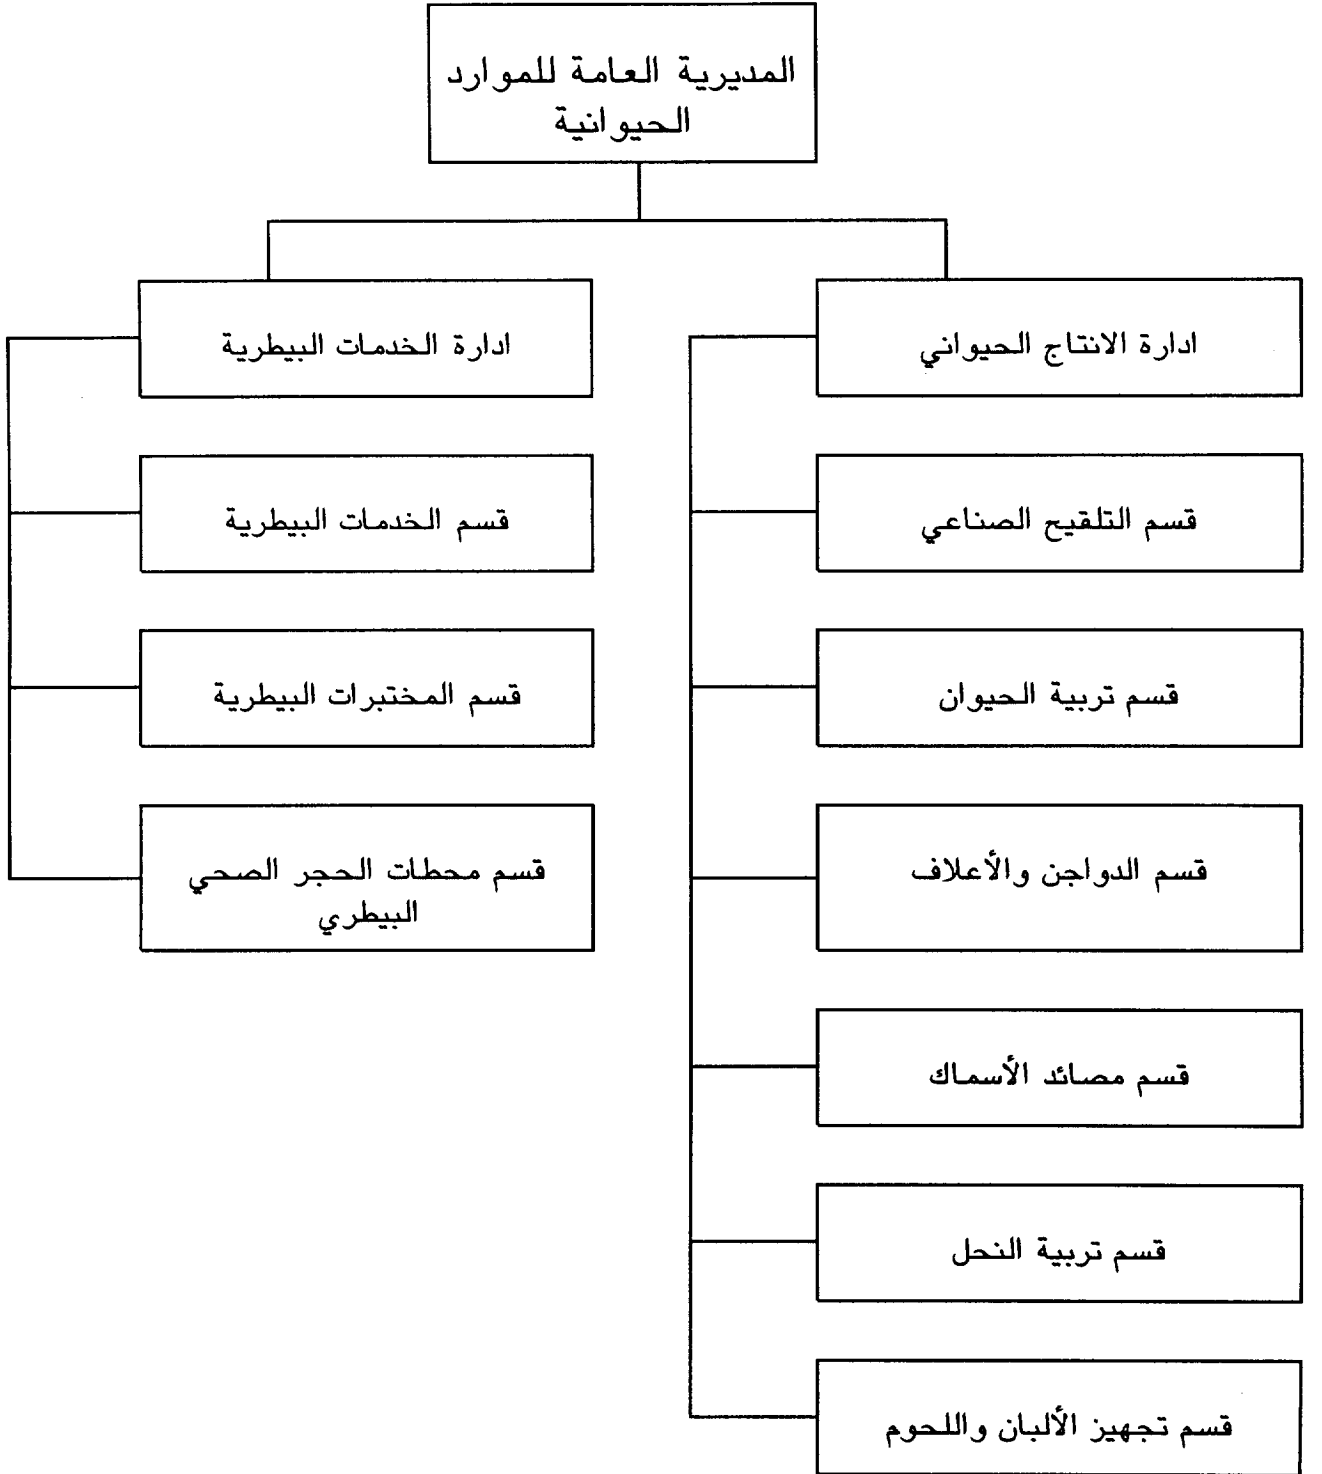 المديرية العامة للموارد
الحيوانية
ادارة الانتاج الحيواني
قسم التلقيح الصناعي
قسم تربية الحيوان
قسم الدواجن والأعلاف
قسم مصائد الأسماك
قسم تربية النحل
قسم تجهيز الألبان واللحوم
ادارة الخدمات البيطرية
قسم الخدمات البيطرية
قسم المختبرات البيطرية
قسم محطات الحجر الصحي
البيطري